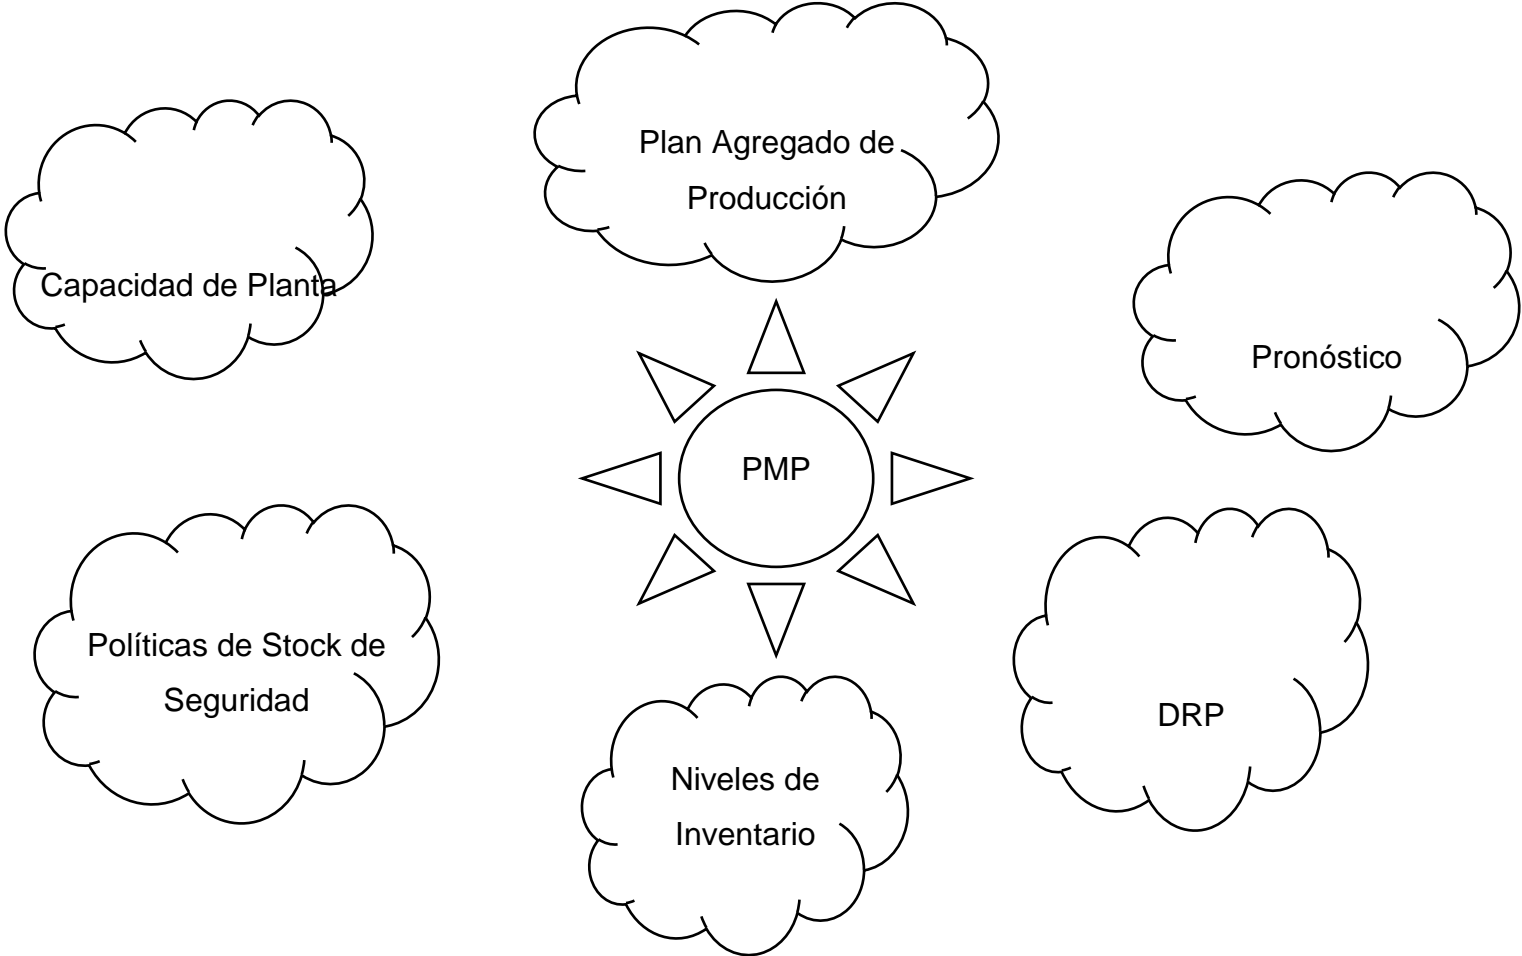 Plan Agregado de
Producción
Capacidad de Planta
Pronóstico
PMP
Políticas de Stock de
Seguridad
DRP
Niveles de
Inventario